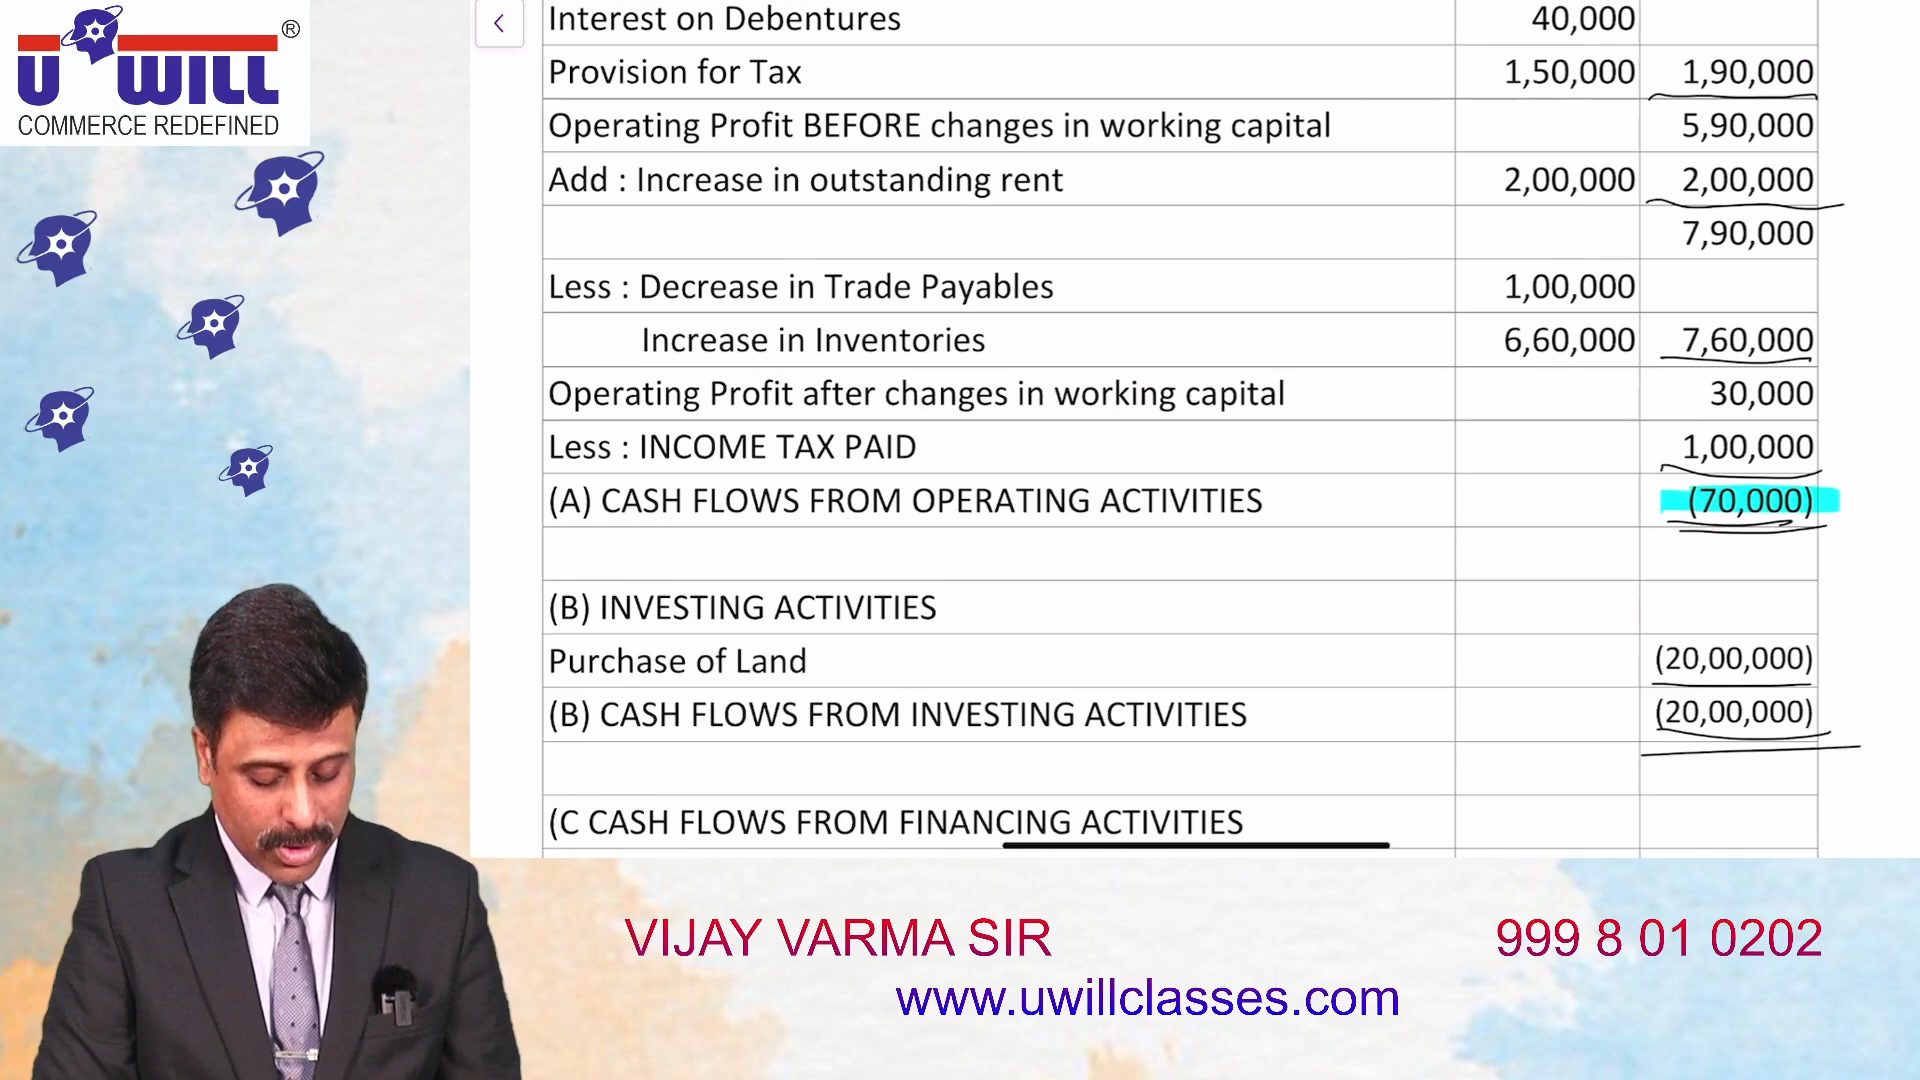 U WILL ®
COMMERCE REDEFINED
Interest on Debentures 40,000
Provision for Tax 1,50,000 1,90,000
Operating Profit BEFORE changes in working capital 5,90,000
Add : Increase in outstanding rent 2,00,000 2,00,000
7,90,000
Less : Decrease in Trade Payables 1,00,000
Increase in Inventories 6,60,000 7,60,000
Operating Profit after changes in working capital 30,000
Less : INCOME TAX PAID 1,00,000
(A) CASH FLOWS FROM OPERATING ACTIVITIES (70,000)
(B) INVESTING ACTIVITIES
Purchase of Land (20,00,000)
(B) CASH FLOWS FROM INVESTING ACTIVITIES (20,00,000)
(C CASH FLOWS FROM FINANCING ACTIVITIES
VIJAY VARMA SIR 999 8 01 0202
www.uwillclasses.com